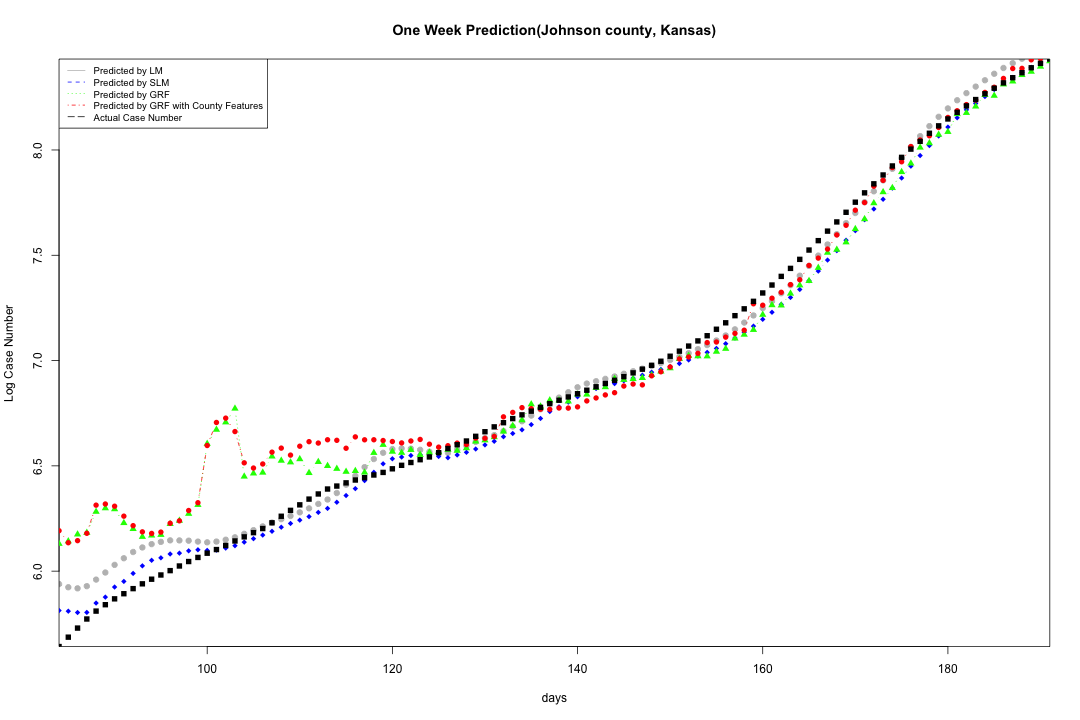 One Week Prediction(Johnson county, Kansas)
Predicted by LM
Predicted by SLM
Predicted by GRF
Predicted by GRF with County Features
Actual Case Number
8.0
7.5
7.0
6.5
6.0
Log Case Number
100
120
140
160
180
days